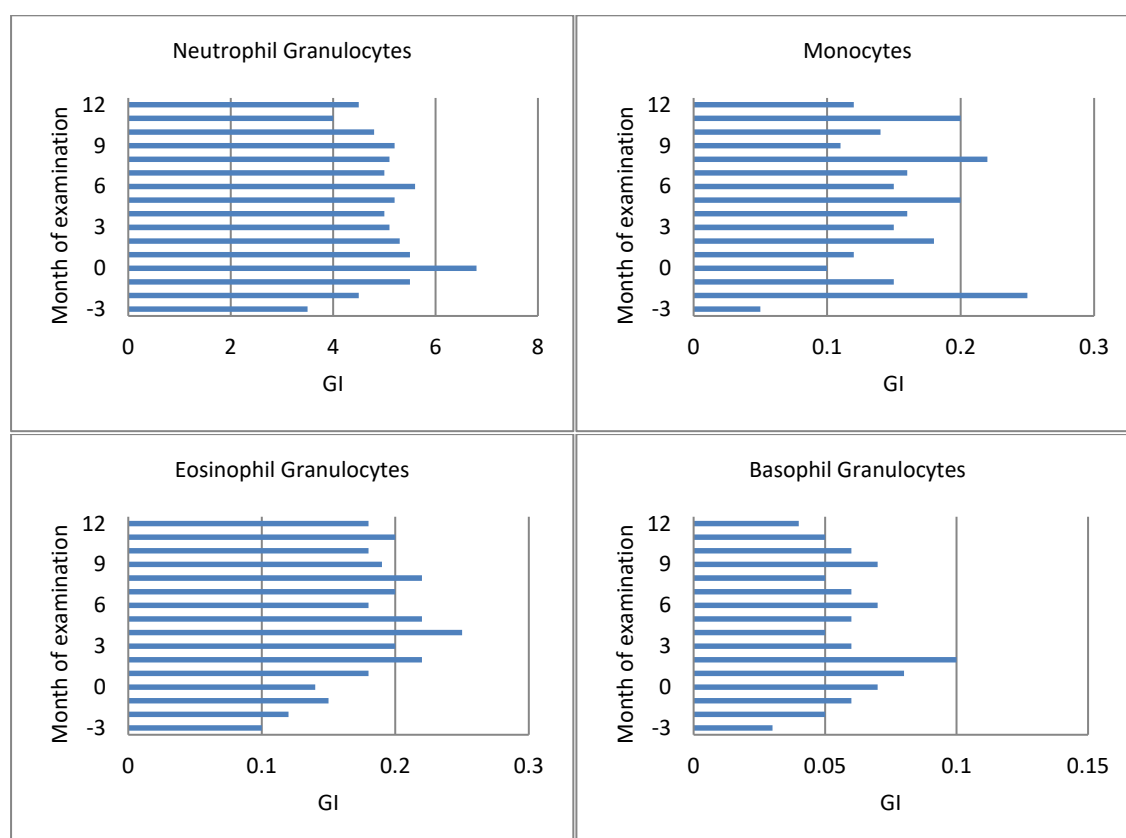 Neutrophil Granulocytes
Month of examination
12
9
6
3
0
-3
0 2 4 6 8
GI
Monocytes
Month of examination
12
9
6
3
0
-3
0 0.1 0.2 0.3
GI
Eosinophil Granulocytes
Month of examination
12
9
6
3
0
-3
0 0.1 0.2 0.3
GI
Basophil Granulocytes
Month of examination
12
9
6
3
0
-3
0 0.05 0.1 0.15
GI